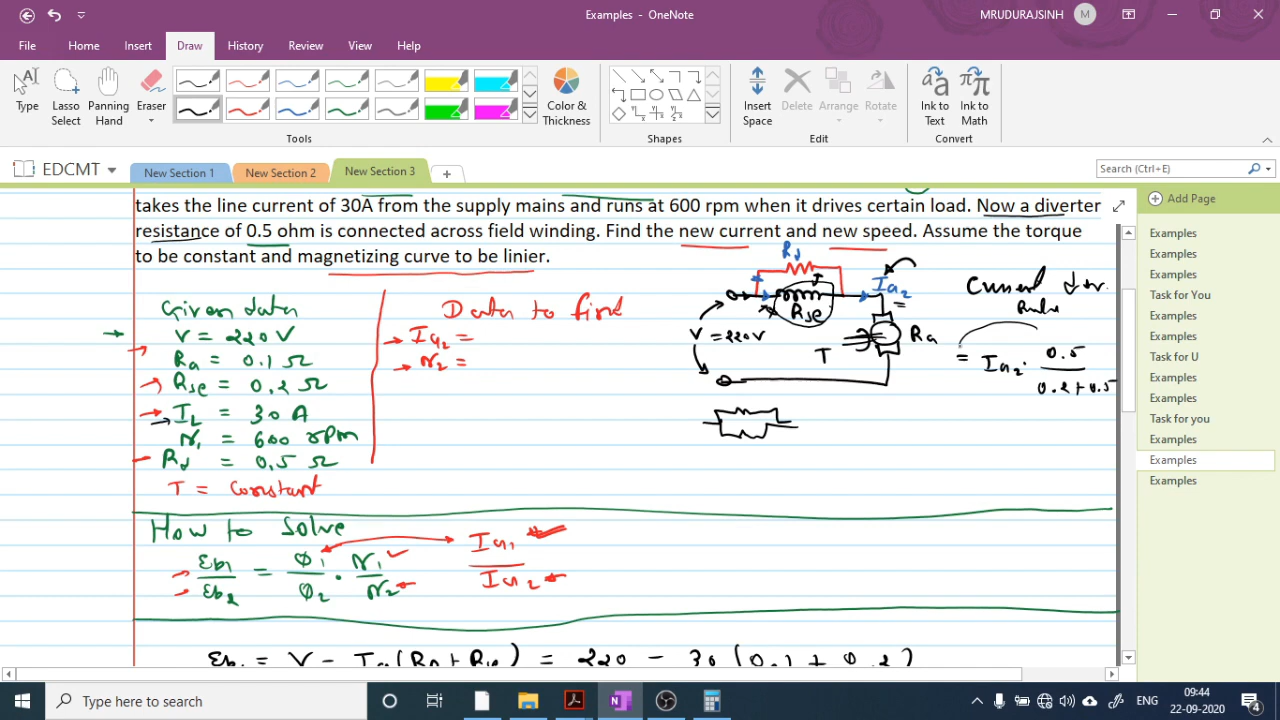 Examples - OneNote
MRUDURAJSINH M
File Home Insert Draw History Review View Help
Type
Lasso Select
Panning Hand
Eraser
Color & Thickness
Insert Space
Delete
Arrange
Rotate
Ink to Text
Ink to Math
Tools
Shapes
Edit
Convert
EDCMT New Section 1 New Section 2 New Section 3 +
Search (Ctrl+E)
Add Page
Examples
Examples
Examples
Task for You
Examples
Examples
Task for U
Examples
Examples
Task for you
Examples
Examples
Examples
takes the line current of 30A from the supply mains and runs at 600 rpm when it drives certain load. Now a diverter
resistance of 0.5 ohm is connected across field winding. Find the new current and new speed. Assume the torque
to be constant and magnetizing curve to be linier.
Given data
V = 220 V
Ra = 0.1 Ω
Rse = 0.2 Ω
IL = 30 A
N1 = 600 rpm
Rd = 0.5 Ω
T = Constant
Data to find
Ia2 =
N2 =
Rd
Rse
Ia2
V = 220V
T
Ra
Current
Rule
= Ia2 · 0.5 / 0.2 + 0.5
How to Solve
Eb1 / Eb2 = Φ1 / Φ2 · N1 / N2
Ia1 / Ia2
Eb1 = V - Ia (Ra + Rse) = 220 - 30 (0.1 + 0.2)
Type here to search
ENG
09:44
22-09-2020
4